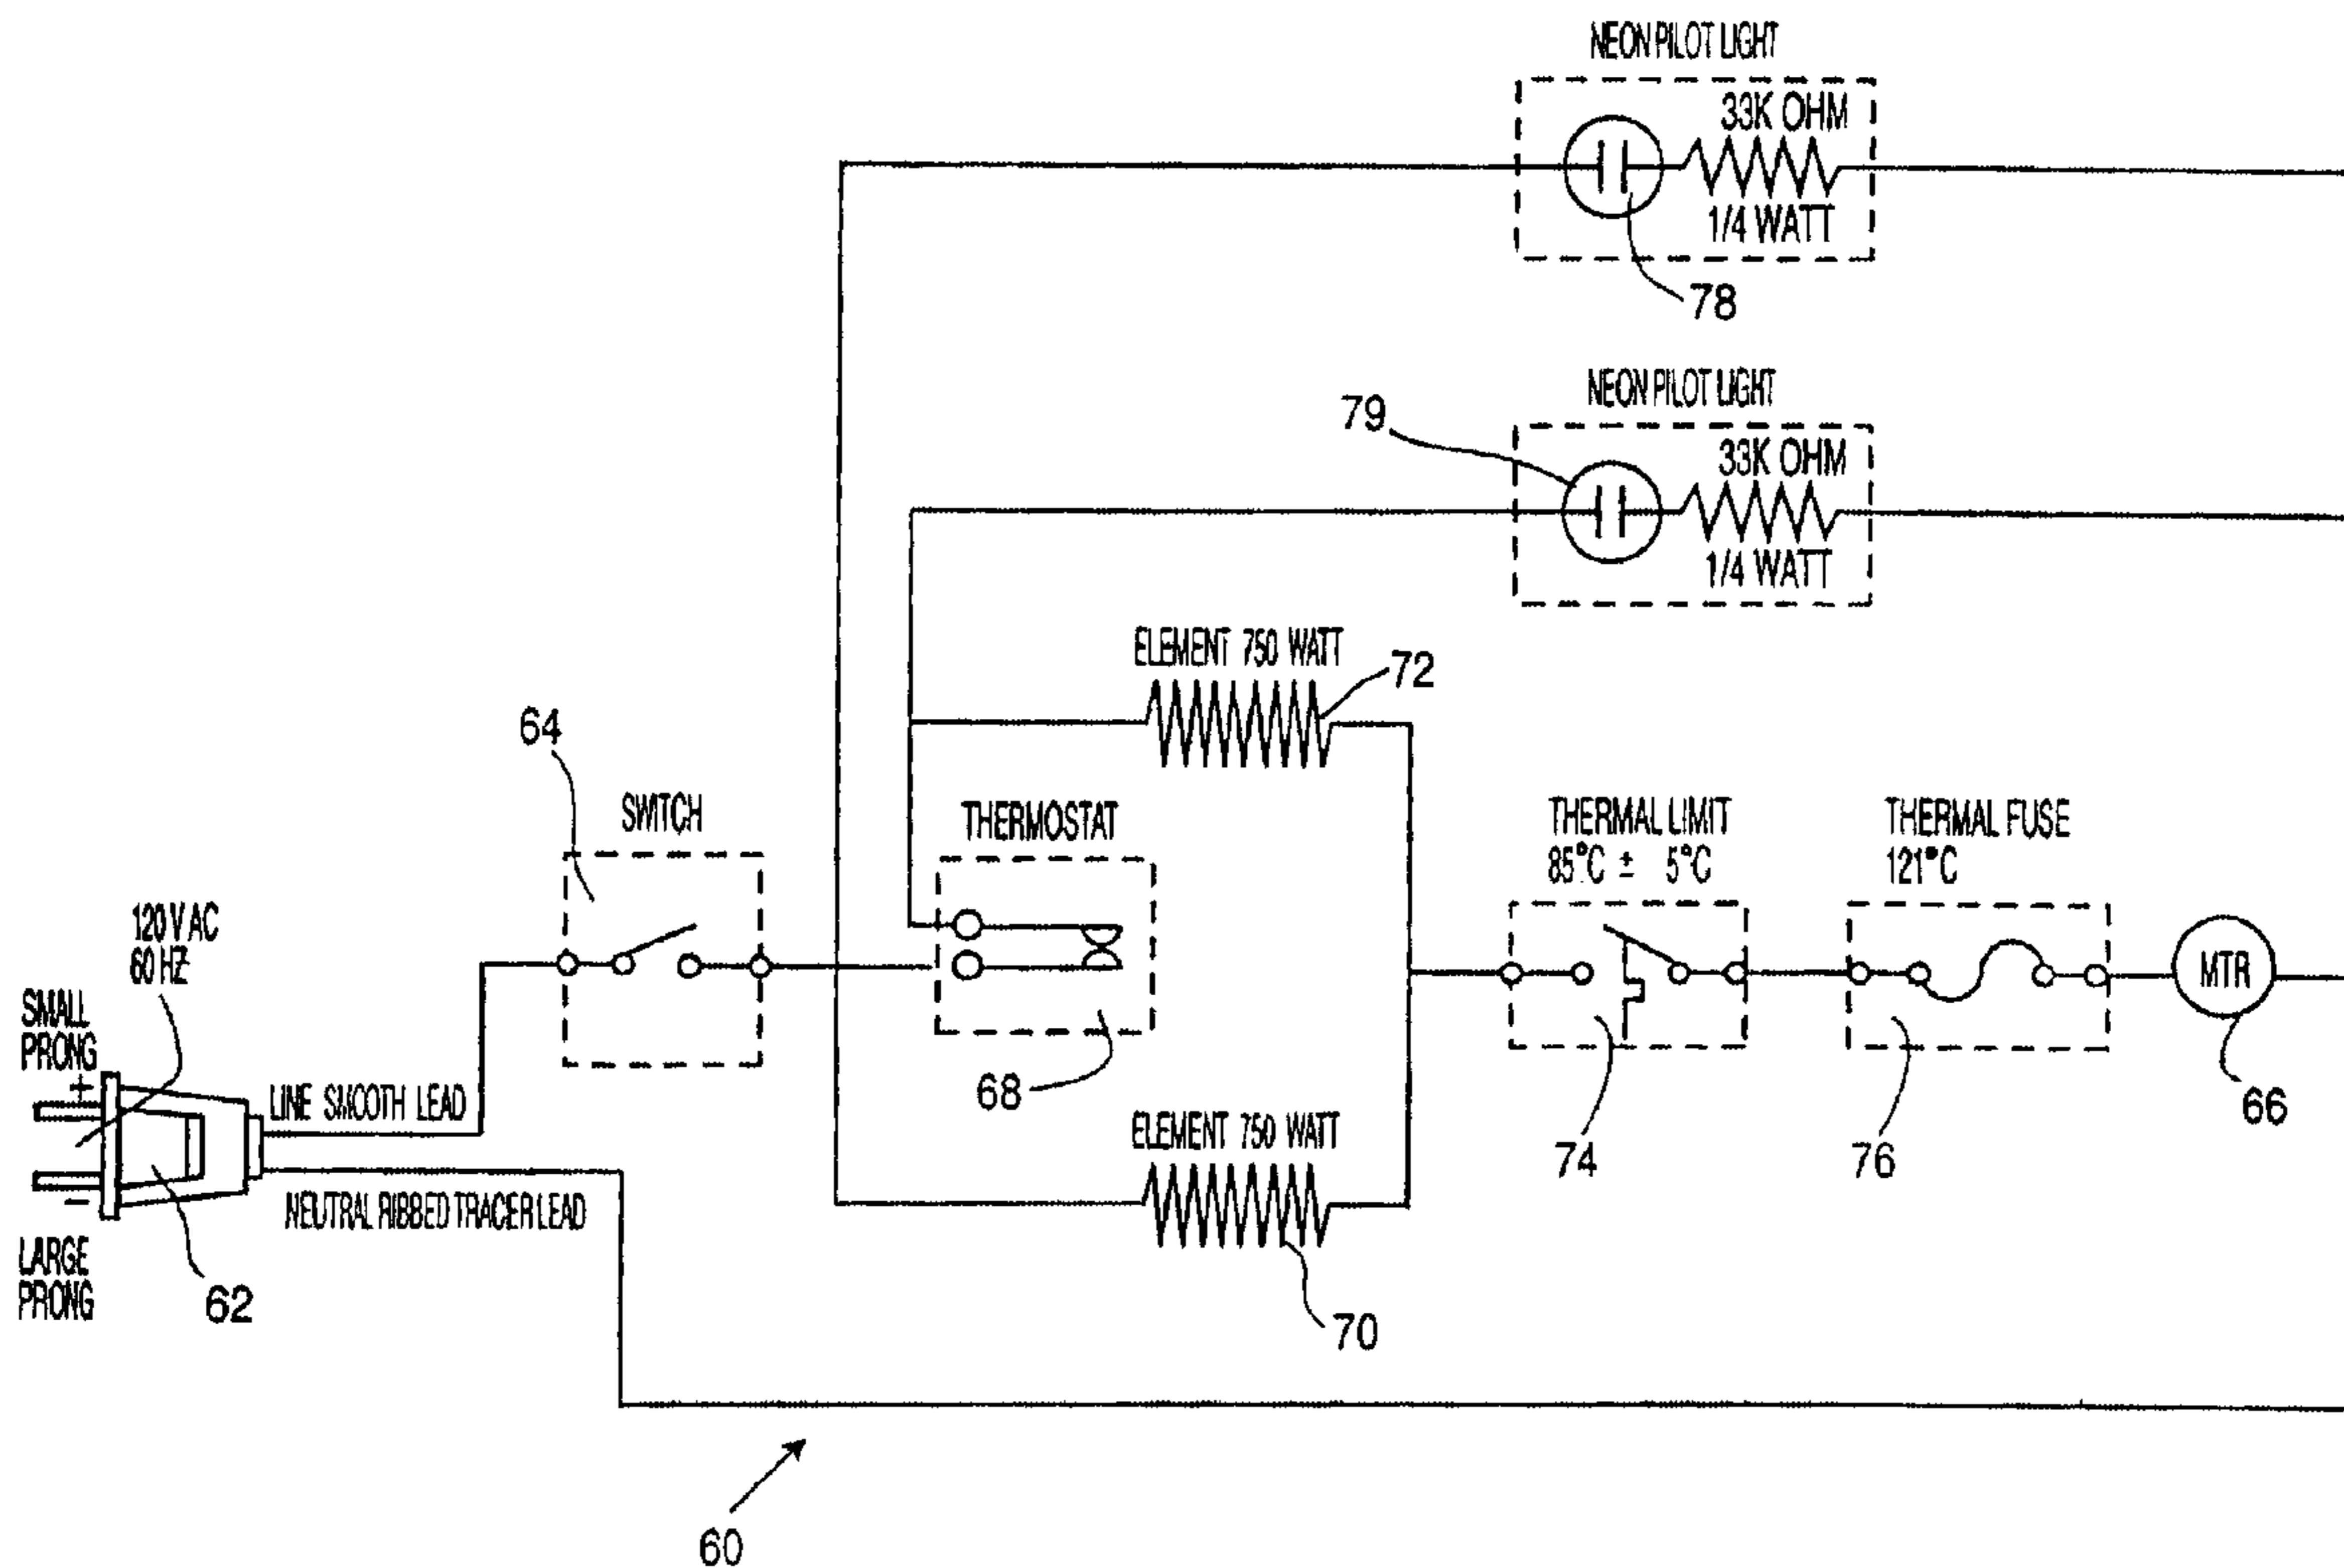 NEON PILOT LIGHT
33K OHM
1/4 WATT
78
NEON PILOT LIGHT
79
33K OHM
1/4 WATT
ELEMENT 750 WATT
72
64
SWITCH
THERMOSTAT
THERMAL LIMIT
85°C ± 5°C
THERMAL FUSE
121°C
120 V AC
60 HZ
SMALL
PRONG
+
LINE SMOOTH LEAD
68
MTR
66
ELEMENT 750 WATT
74
76
−
NEUTRAL RIBBED TRACER LEAD
LARGE
PRONG
62
70
60